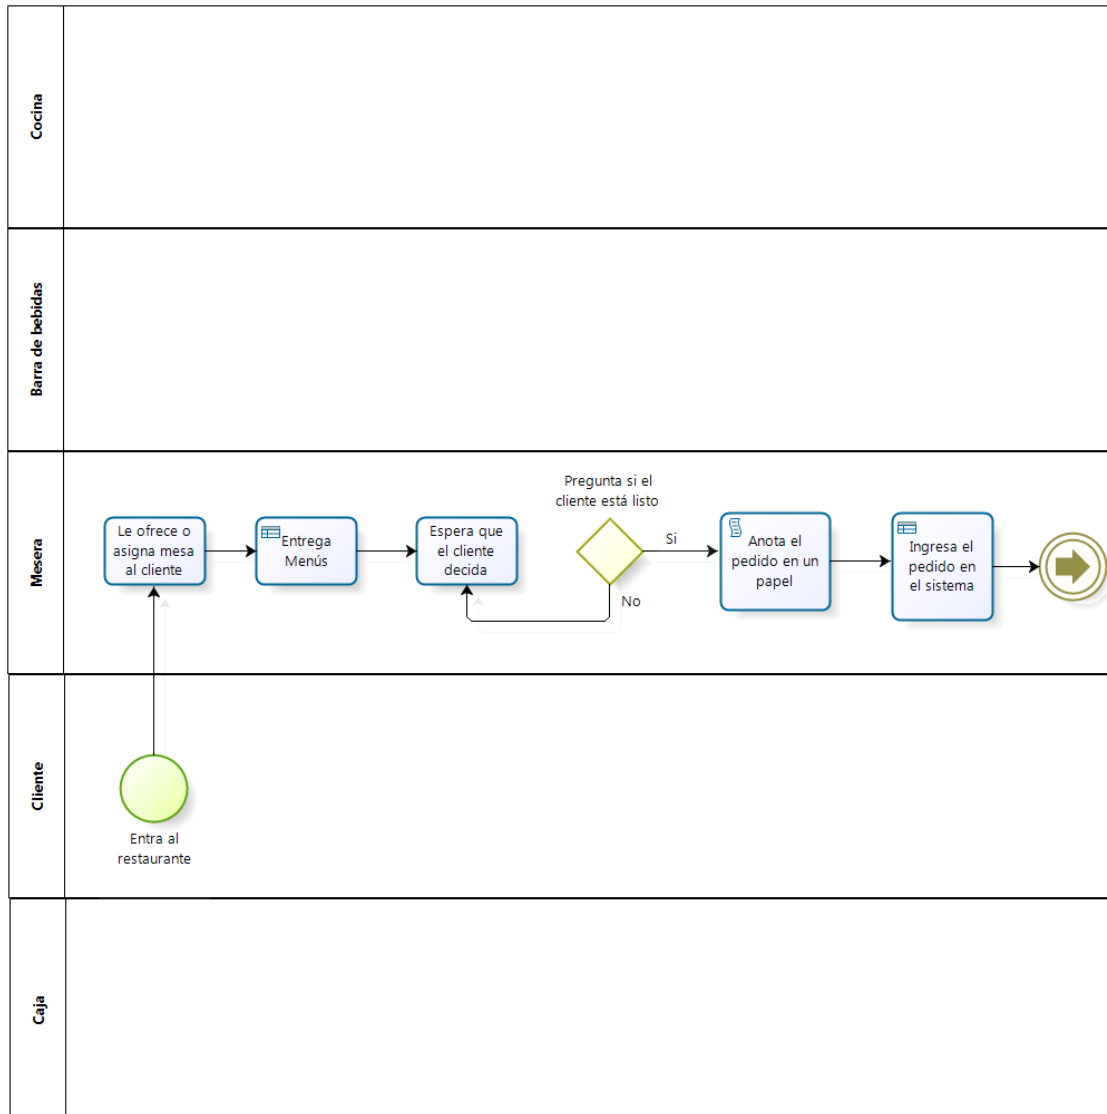 Cocina
Barra de bebidas
Mesera
Le ofrece o
asigna mesa
al cliente
Entrega
Menús
Espera que
el cliente
decida
Pregunta si el
cliente está listo
Si
No
Anota el
pedido en un
papel
Ingresa el
pedido en
el sistema
Cliente
Entra al
restaurante
Caja